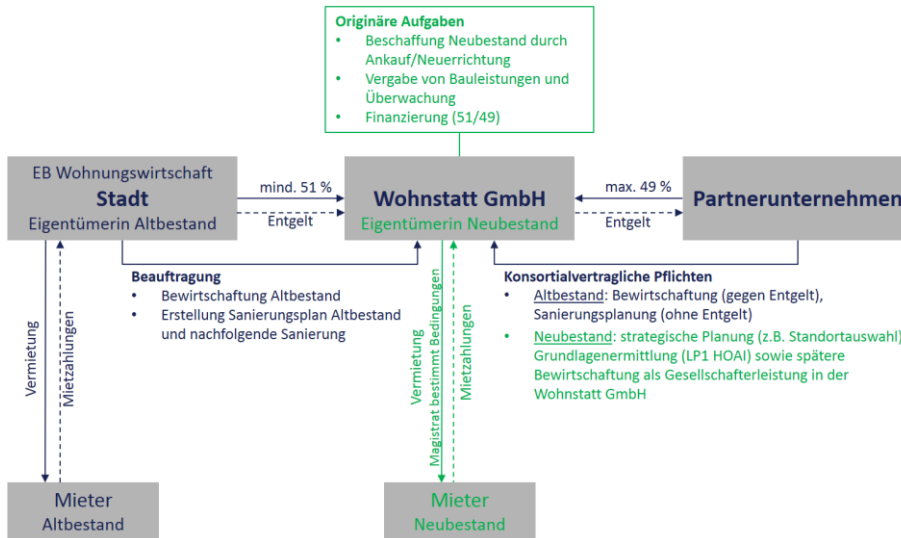 Originäre Aufgaben
• Beschaffung Neubestand durch
Ankauf/Neuerrichtung
• Vergabe von Bauleistungen und
Überwachung
• Finanzierung (51/49)
EB Wohnungswirtschaft
Stadt
Eigentümerin Altbestand
mind. 51 %
Entgelt
Wohnstatt GmbH
Eigentümerin Neubestand
max. 49 %
Entgelt
Partnerunternehmen
Beauftragung
• Bewirtschaftung Altbestand
• Erstellung Sanierungsplan Altbestand
und nachfolgende Sanierung
Konsortialvertragliche Pflichten
• Altbestand: Bewirtschaftung (gegen Entgelt),
Sanierungsplanung (ohne Entgelt)
• Neubestand: strategische Planung (z.B. Standortauswahl)
Grundlagenermittlung (LP1 HOAI) sowie spätere
Bewirtschaftung als Gesellschafterleistung in der
Wohnstatt GmbH
Vermietung
Mietzahlungen
Vermietung
Magistrat bestimmt Bedingungen
Mietzahlungen
Mieter
Altbestand
Mieter
Neubestand